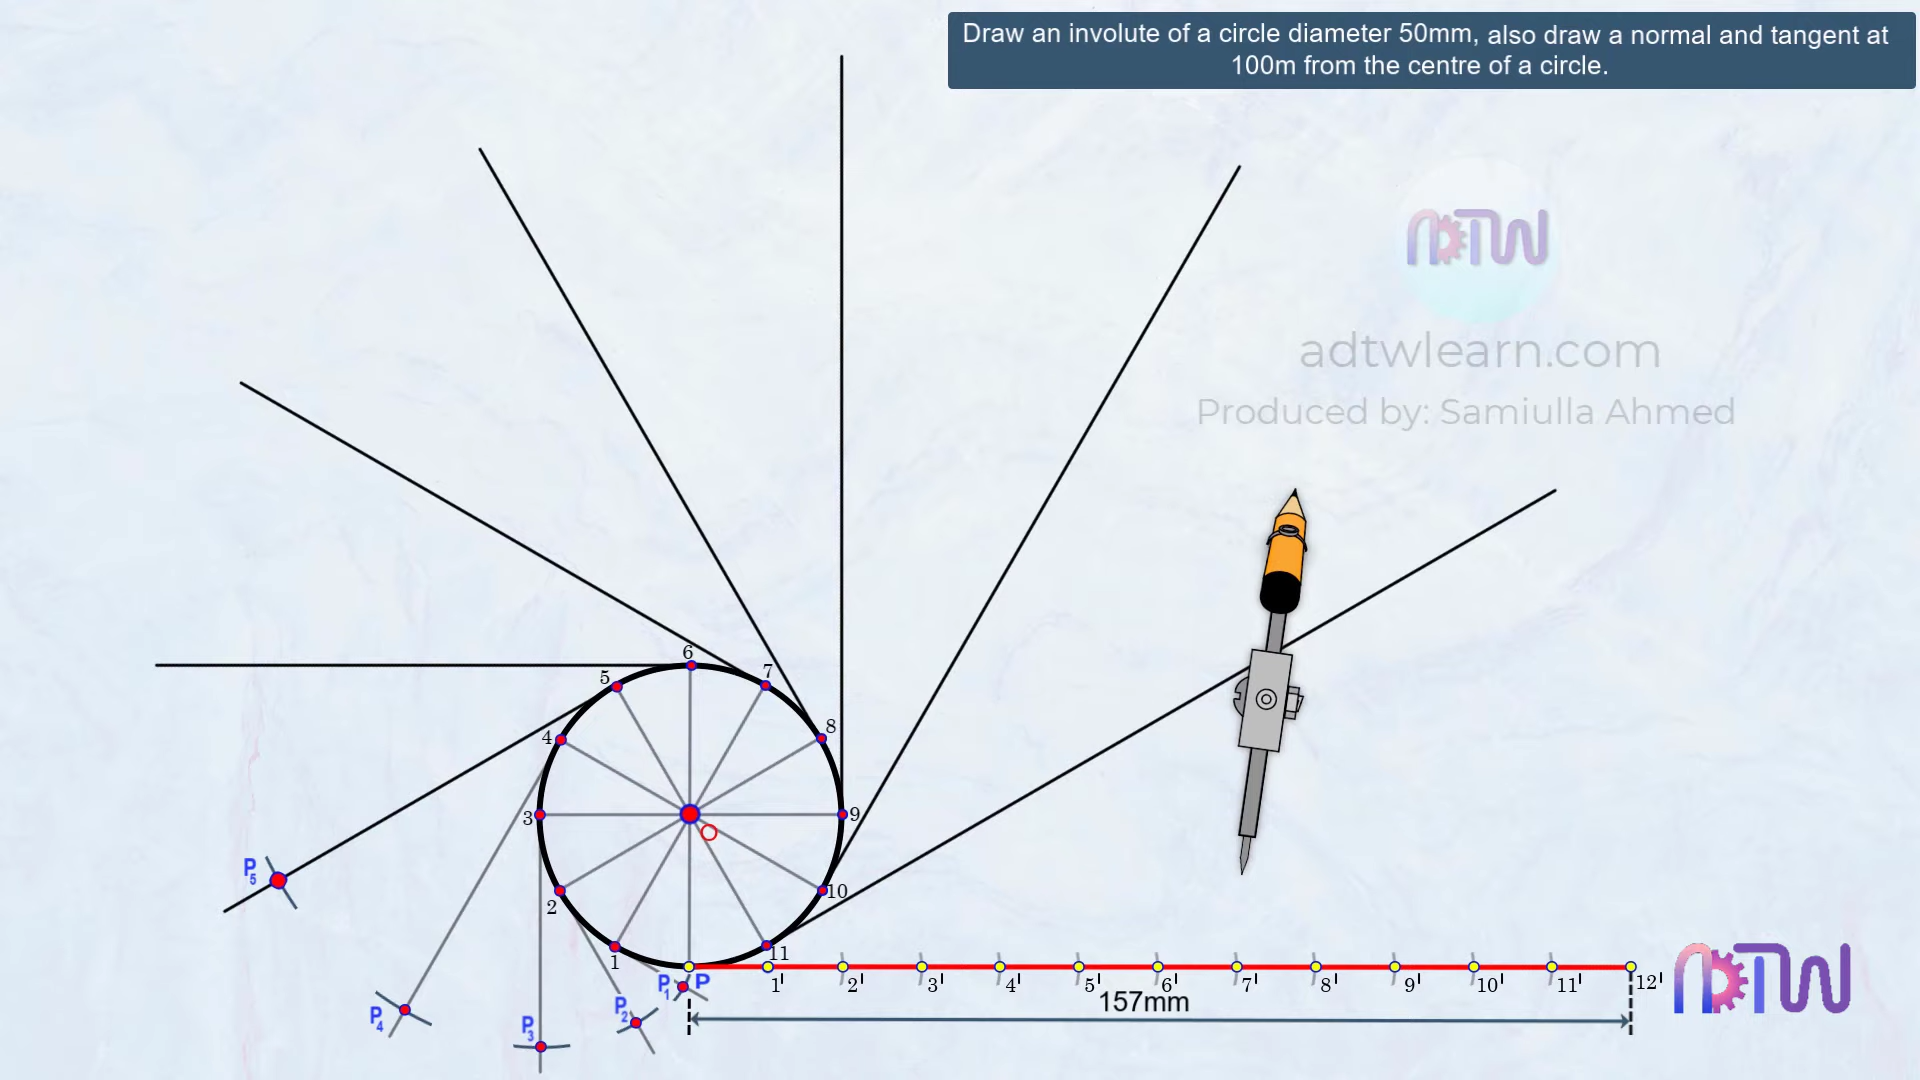 Draw an involute of a circle diameter 50mm, also draw a normal and tangent at
100m from the centre of a circle.
ADTW
adtwlearn.com
Produced by: Samiulla Ahmed
6
5
7
4
8
3
9
O
2
10
1
11
P5
P4
P3
P2
P1
P
1' 2' 3' 4' 5' 6' 7' 8' 9' 10' 11' 12'
157mm
ADTW